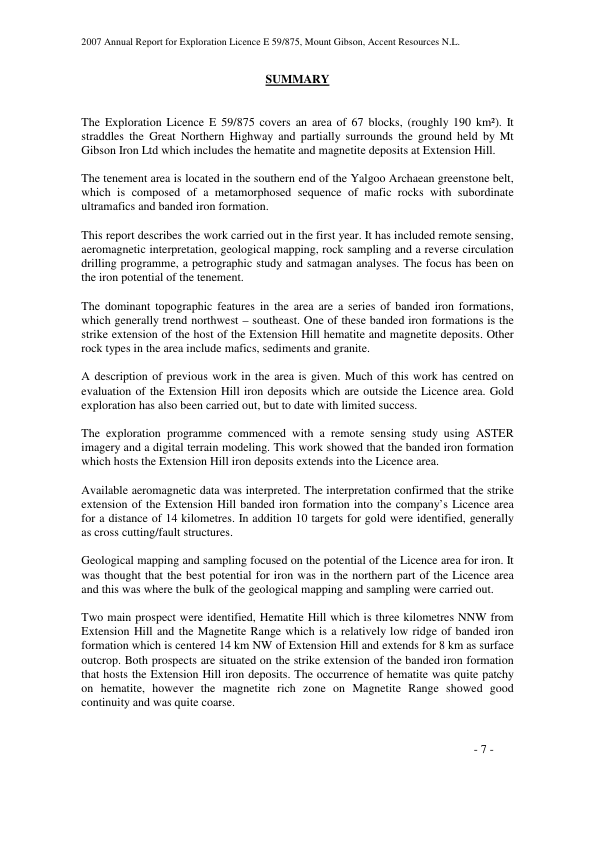 2007 Annual Report for Exploration Licence E 59/875, Mount Gibson, Accent Resources N.L.
SUMMARY
The Exploration Licence E 59/875 covers an area of 67 blocks, (roughly 190 km²). It
straddles the Great Northern Highway and partially surrounds the ground held by Mt
Gibson Iron Ltd which includes the hematite and magnetite deposits at Extension Hill.
The tenement area is located in the southern end of the Yalgoo Archaean greenstone belt,
which is composed of a metamorphosed sequence of mafic rocks with subordinate
ultramafics and banded iron formation.
This report describes the work carried out in the first year. It has included remote sensing,
aeromagnetic interpretation, geological mapping, rock sampling and a reverse circulation
drilling programme, a petrographic study and satmagan analyses. The focus has been on
the iron potential of the tenement.
The dominant topographic features in the area are a series of banded iron formations,
which generally trend northwest – southeast. One of these banded iron formations is the
strike extension of the host of the Extension Hill hematite and magnetite deposits. Other
rock types in the area include mafics, sediments and granite.
A description of previous work in the area is given. Much of this work has centred on
evaluation of the Extension Hill iron deposits which are outside the Licence area. Gold
exploration has also been carried out, but to date with limited success.
The exploration programme commenced with a remote sensing study using ASTER
imagery and a digital terrain modeling. This work showed that the banded iron formation
which hosts the Extension Hill iron deposits extends into the Licence area.
Available aeromagnetic data was interpreted. The interpretation confirmed that the strike
extension of the Extension Hill banded iron formation into the company's Licence area
for a distance of 14 kilometres. In addition 10 targets for gold were identified, generally
as cross cutting/fault structures.
Geological mapping and sampling focused on the potential of the Licence area for iron. It
was thought that the best potential for iron was in the northern part of the Licence area
and this was where the bulk of the geological mapping and sampling were carried out.
Two main prospect were identified, Hematite Hill which is three kilometres NNW from
Extension Hill and the Magnetite Range which is a relatively low ridge of banded iron
formation which is centered 14 km NW of Extension Hill and extends for 8 km as surface
outcrop. Both prospects are situated on the strike extension of the banded iron formation
that hosts the Extension Hill iron deposits. The occurrence of hematite was quite patchy
on hematite, however the magnetite rich zone on Magnetite Range showed good
continuity and was quite coarse.
- 7 -